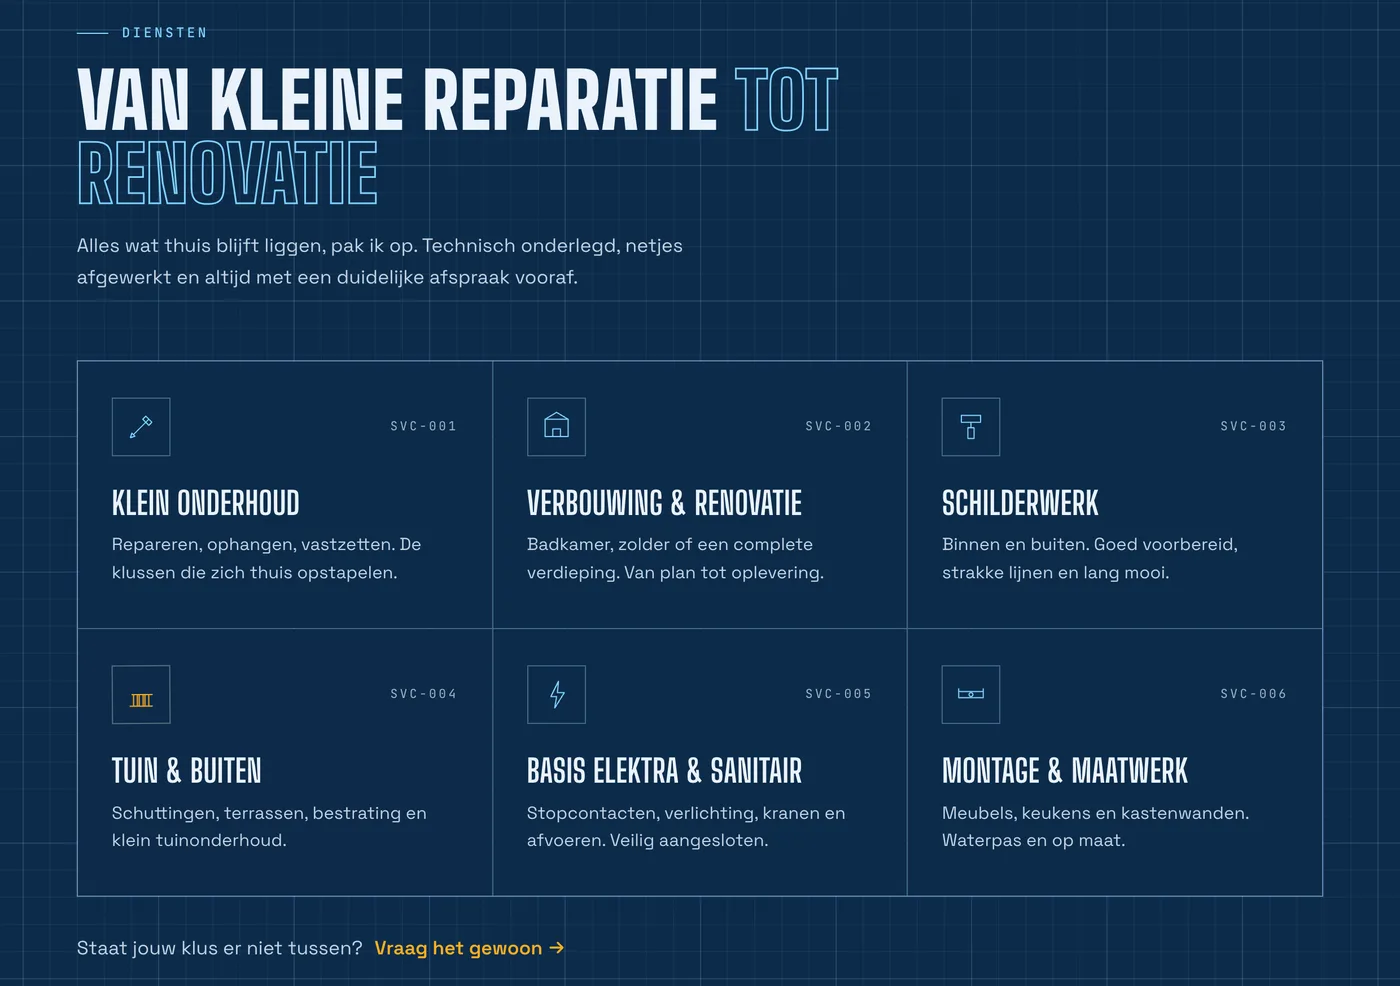 DIENSTEN
VAN KLEINE REPARATIE TOT
RENOVATIE
Alles wat thuis blijft liggen, pak ik op. Technisch onderlegd, netjes
afgewerkt en altijd met een duidelijke afspraak vooraf.
SVC-001
KLEIN ONDERHOUD
Repareren, ophangen, vastzetten. De
klussen die zich thuis opstapelen.
SVC-002
VERBOUWING & RENOVATIE
Badkamer, zolder of een complete
verdieping. Van plan tot oplevering.
SVC-003
SCHILDERWERK
Binnen en buiten. Goed voorbereid,
strakke lijnen en lang mooi.
SVC-004
TUIN & BUITEN
Schuttingen, terrassen, bestrating en
klein tuinonderhoud.
SVC-005
BASIS ELEKTRA & SANITAIR
Stopcontacten, verlichting, kranen en
afvoeren. Veilig aangesloten.
SVC-006
MONTAGE & MAATWERK
Meubels, keukens en kastenwanden.
Waterpas en op maat.
Staat jouw klus er niet tussen? Vraag het gewoon →